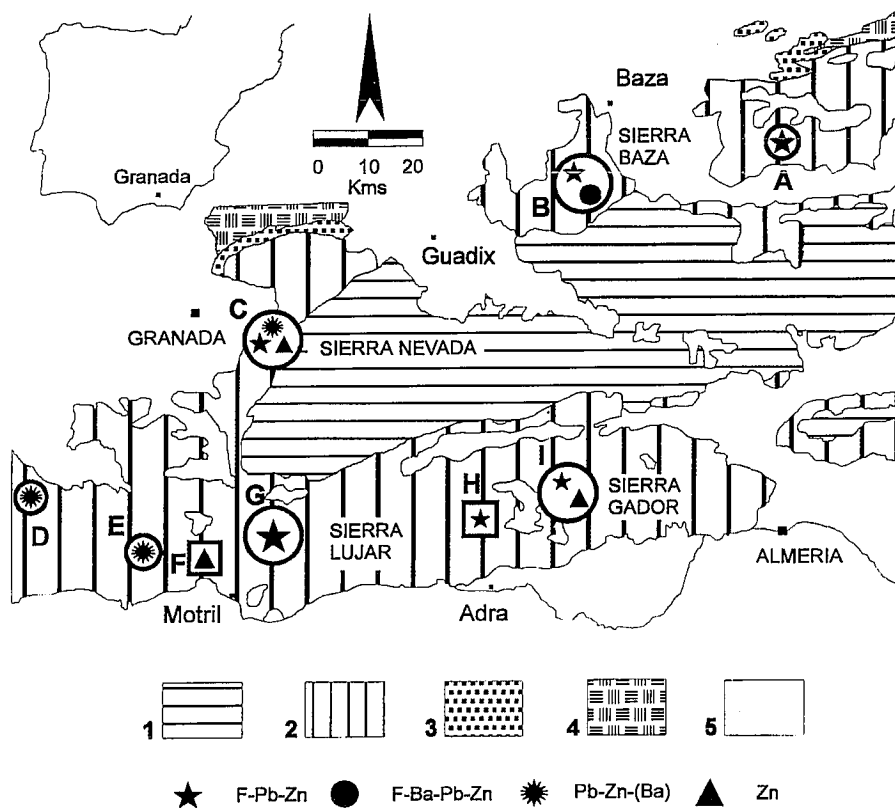 Granada
0 10 20
Kms
Baza
SIERRA
BAZA
A
B
Guadix
C
GRANADA
SIERRA NEVADA
D
E
F
G
H
I
SIERRA
LUJAR
SIERRA
GADOR
ALMERIA
Motril
Adra
1 2 3 4 5
F-Pb-Zn F-Ba-Pb-Zn Pb-Zn-(Ba) Zn